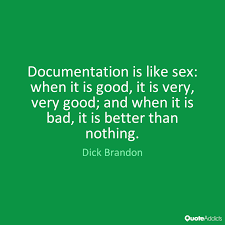 Documentation is like sex:
when it is good, it is very,
very good; and when it is
bad, it is better than
nothing.
Dick Brandon
QuoteAddicts